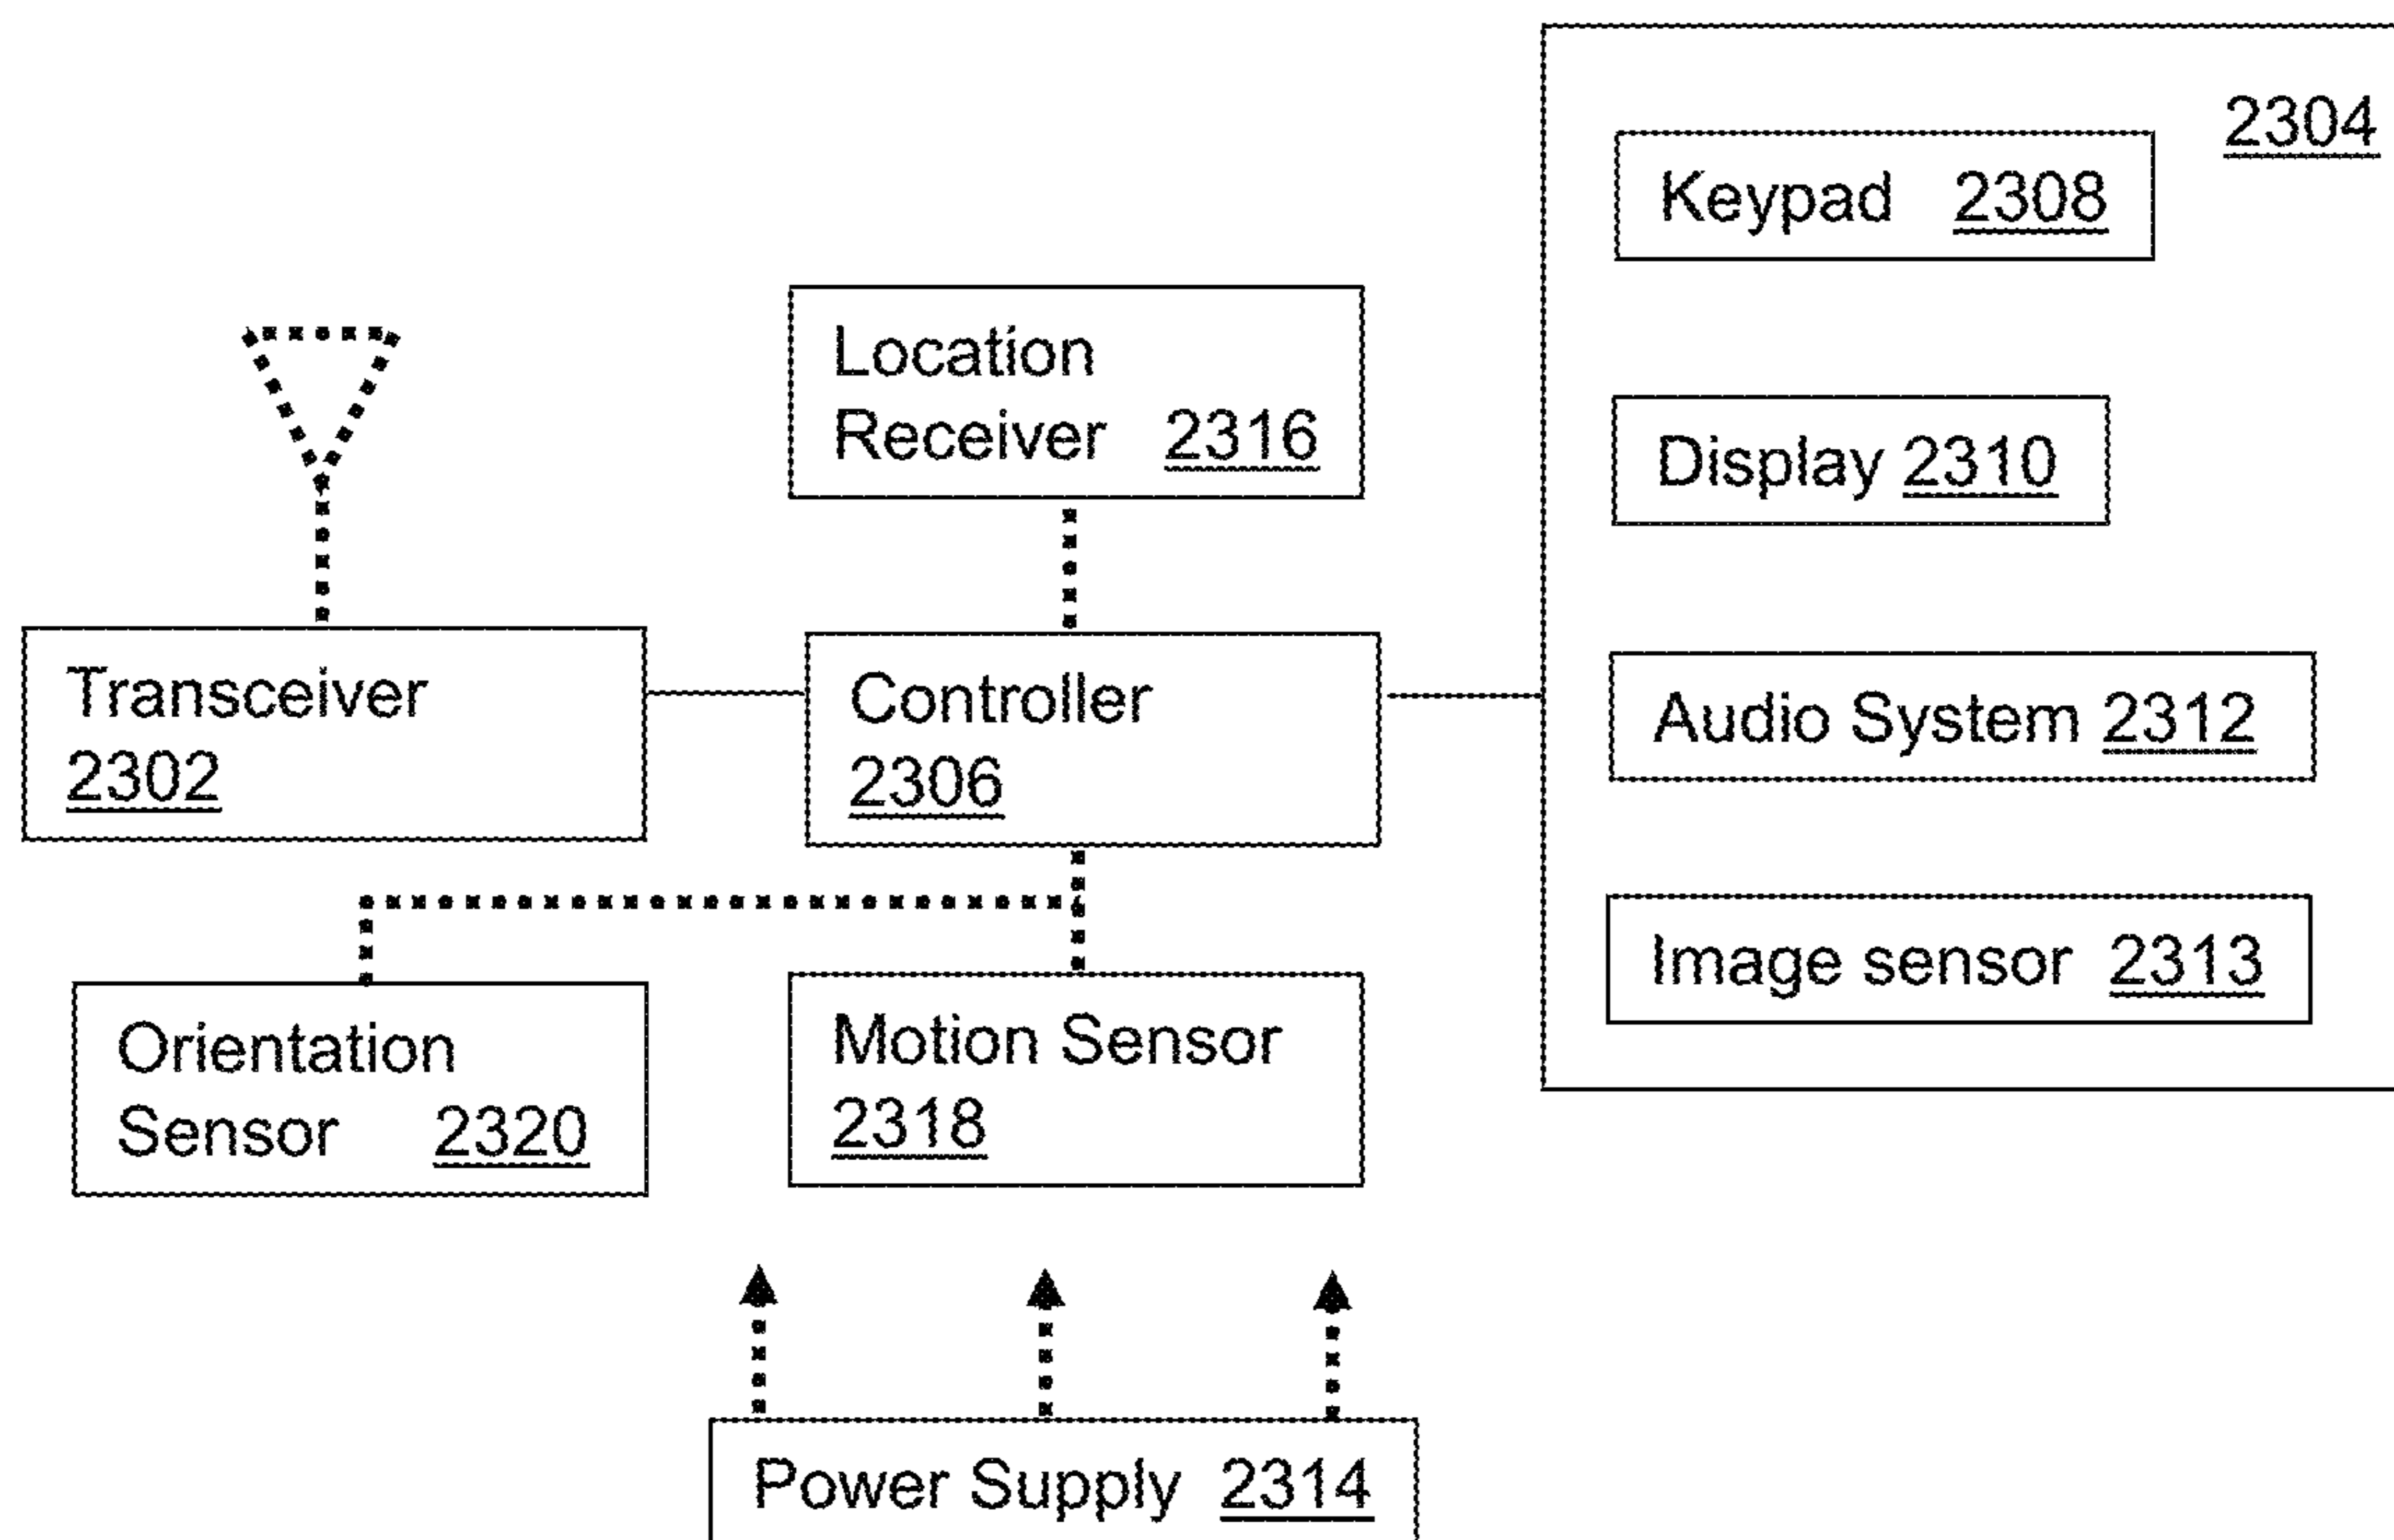 2304
Keypad 2308
Location
Receiver 2316
Display 2310
Transceiver
2302
Controller
2306
Audio System 2312
Image sensor 2313
Orientation
Sensor 2320
Motion Sensor
2318
Power Supply 2314